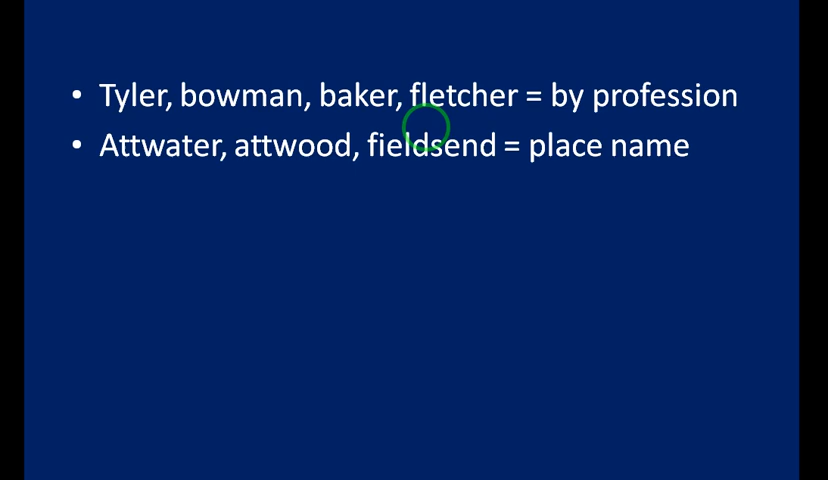 • Tyler, bowman, baker, fletcher = by profession
• Attwater, attwood, fieldsend = place name